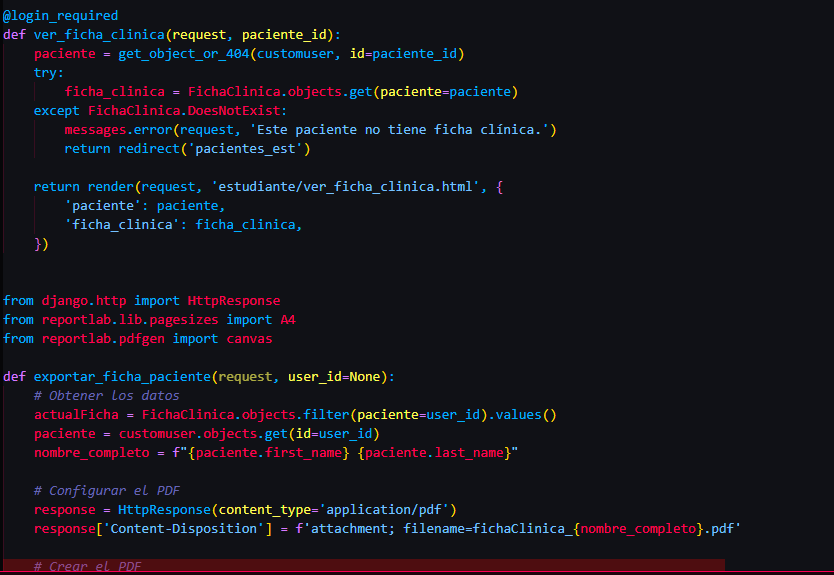 @login_required
def ver_ficha_clinica(request, paciente_id):
    paciente = get_object_or_404(customuser, id=paciente_id)
    try:
        ficha_clinica = FichaClinica.objects.get(paciente=paciente)
    except FichaClinica.DoesNotExist:
        messages.error(request, 'Este paciente no tiene ficha clínica.')
        return redirect('pacientes_est')
    return render(request, 'estudiante/ver_ficha_clinica.html', {
        'paciente': paciente,
        'ficha_clinica': ficha_clinica,
    })
from django.http import HttpResponse
from reportlab.lib.pagesizes import A4
from reportlab.pdfgen import canvas
def exportar_ficha_paciente(request, user_id=None):
    # Obtener los datos
    actualFicha = FichaClinica.objects.filter(paciente=user_id).values()
    paciente = customuser.objects.get(id=user_id)
    nombre_completo = f"{paciente.first_name} {paciente.last_name}"
    # Configurar el PDF
    response = HttpResponse(content_type='application/pdf')
    response['Content-Disposition'] = f'attachment; filename=fichaClinica_{nombre_completo}.pdf'
    # Crear el PDF